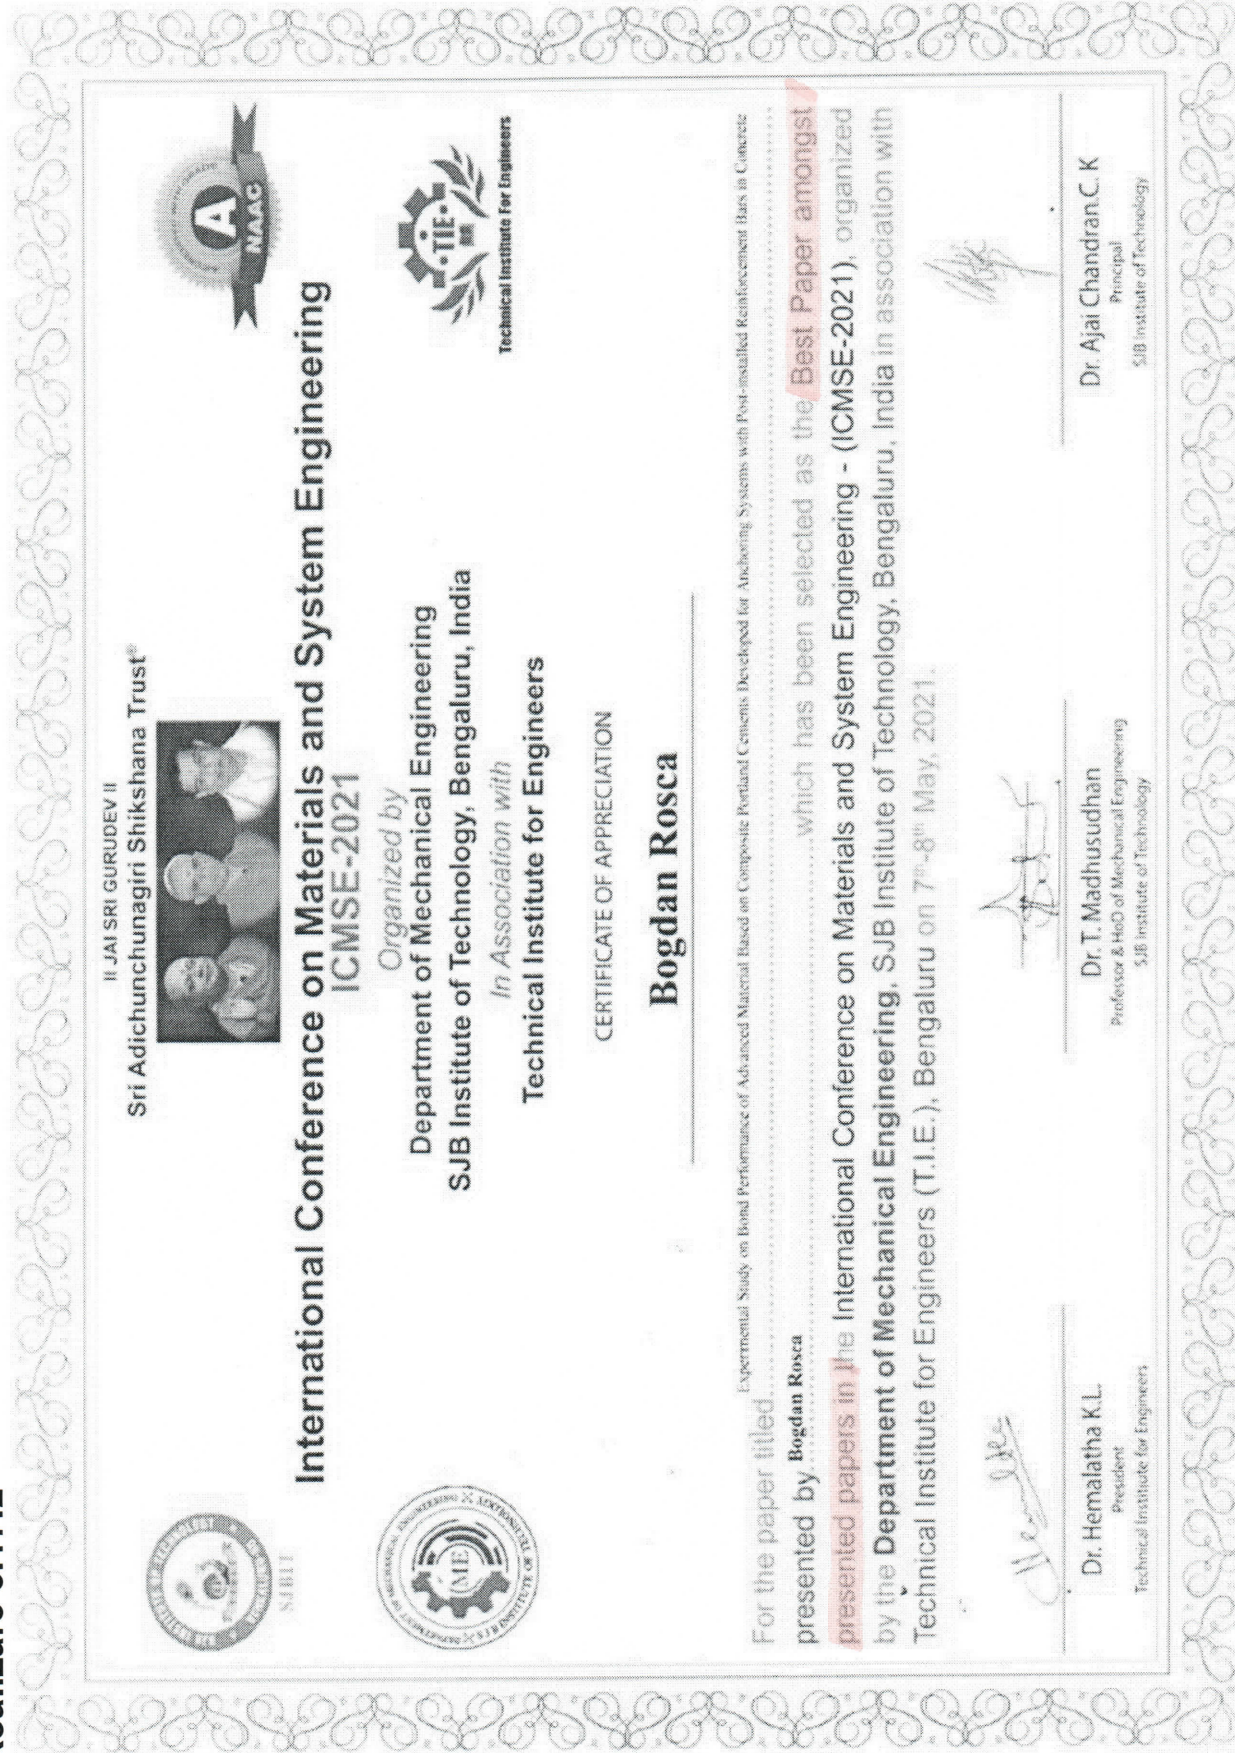 II JAI SRI GURUDEV II
Sri Adichunchunagiri Shikshana Trust®
SJBIT
A
NAAC
International Conference on Materials and System Engineering
ICMSE-2021
Organized by
Department of Mechanical Engineering
SJB Institute of Technology, Bengaluru, India
In Association with
Technical Institute for Engineers
ME
TIE
Technical Institute For Engineers
CERTIFICATE OF APPRECIATION
Bogdan Rosca
Experimental Study on Bond Performance of Advanced Material Based on Composite Portland Cements Developed for Anchoring Systems with Post-installed Reinforcement Bars in Concrete
For the paper titled
presented by Bogdan Rosca which has been selected as the Best Paper amongst
presented papers in the International Conference on Materials and System Engineering - (ICMSE-2021), organized
by the Department of Mechanical Engineering, SJB Institute of Technology, Bengaluru, India in association with
Technical Institute for Engineers (T.I.E.), Bengaluru on 7th-8th May, 2021.
Dr. Hemalatha K.L.
President
Technical Institute for Engineers
Dr. T. Madhusudhan
Professor & HoD of Mechanical Engineering
SJB Institute of Technology
Dr. Ajai Chandran.C. K
Principal
SJB Institute of Technology